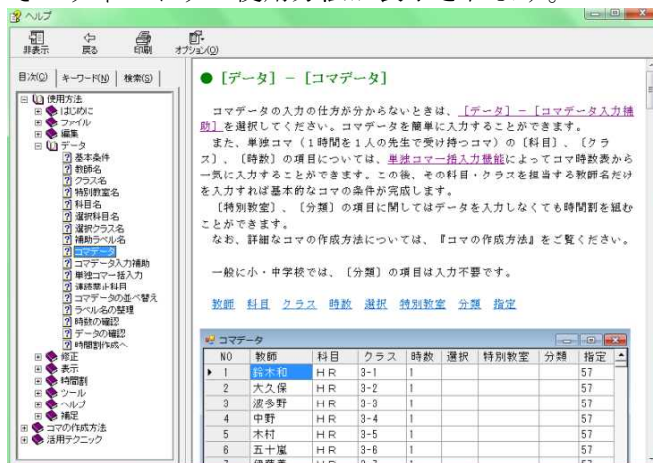 ヘルプ
非表示 戻る 印刷 オプション(O)
目次(C) キーワード(N) 検索(S)
使用方法
はじめに
ファイル
編集
データ
基本条件
教師名
クラス名
特別教室名
科目名
選択科目名
選択クラス名
補助ラベル名
コマデータ
コマデータ入力補助
単独コマ一括入力
連続禁止科目
コマデータの並べ替え
ラベル名の整理
時数の確認
データの確認
時間割作成へ
修正
表示
時間割
ツール
ヘルプ
補足
コマの作成方法
活用テクニック
● [データ] - [コマデータ]
コマデータの入力の仕方が分からないときは、[データ] - [コマデータ入力補
助]を選択してください。コマデータを簡単に入力することができます。
また、単独コマ（1時間を1人の先生で受け持つコマ）の〔科目〕、〔クラ
ス〕、〔時数〕の項目については、単独コマ一括入力機能によってコマ時数表から
一気に入力することができます。この後、その科目・クラスを担当する教師名だけ
を入力すれば基本的なコマの条件が完成します。
〔特別教室〕、〔分類〕の項目に関してはデータを入力しなくても時間割を組む
ことができます。
なお、詳細なコマの作成方法については、『コマの作成方法』をご覧ください。
一般に小・中学校では、〔分類〕の項目は入力不要です。
教師 科目 クラス 時数 選択 特別教室 分類 指定
コマデータ
NO 教師 科目 クラス 時数 選択 特別教室 分類 指定
1 鈴木和 HR 3-1 1 57
2 大久保 HR 3-2 1 57
3 波多野 HR 3-3 1 57
4 中野 HR 3-4 1 57
5 木村 HR 3-5 1 57
6 五十嵐 HR 3-6 1 57